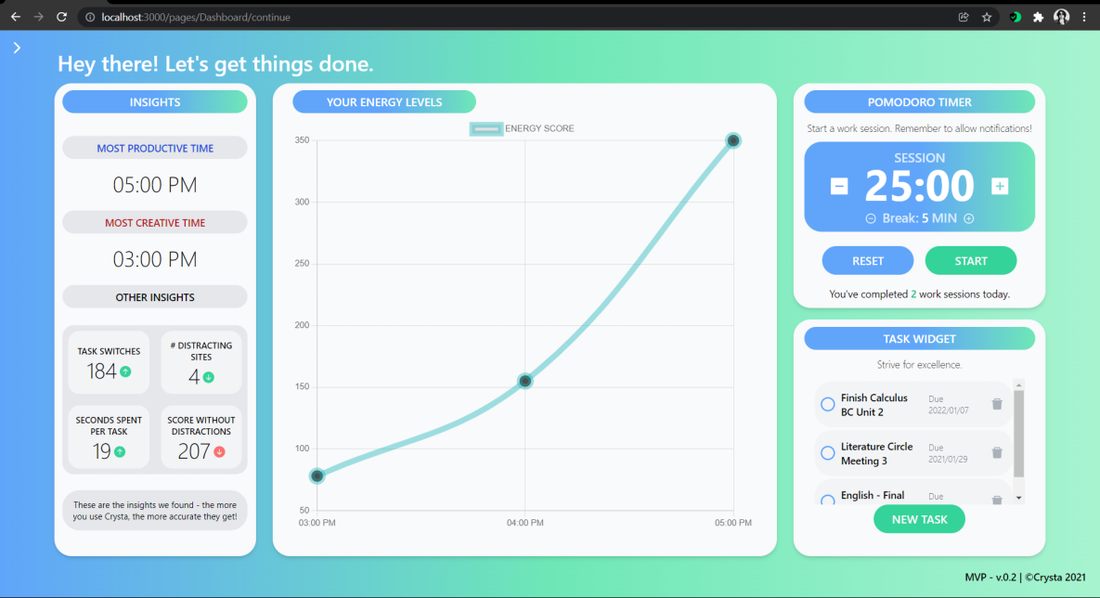 localhost:3000/pages/Dashboard/continue
Hey there! Let's get things done.
INSIGHTS
MOST PRODUCTIVE TIME
05:00 PM
MOST CREATIVE TIME
03:00 PM
OTHER INSIGHTS
TASK SWITCHES
184
# DISTRACTING
SITES
4
SECONDS SPENT
PER TASK
19
SCORE WITHOUT
DISTRACTIONS
207
These are the insights we found - the more
you use Crysta, the more accurate they get!
YOUR ENERGY LEVELS
ENERGY SCORE
350
300
250
200
150
100
50
03:00 PM
04:00 PM
05:00 PM
POMODORO TIMER
Start a work session. Remember to allow notifications!
SESSION
25:00
Break: 5 MIN
RESET
START
You've completed 2 work sessions today.
TASK WIDGET
Strive for excellence.
Finish Calculus
BC Unit 2
Due
2022/01/07
Literature Circle
Meeting 3
Due
2021/01/29
English - Final
Due
NEW TASK
MVP - v.0.2 | ©Crysta 2021